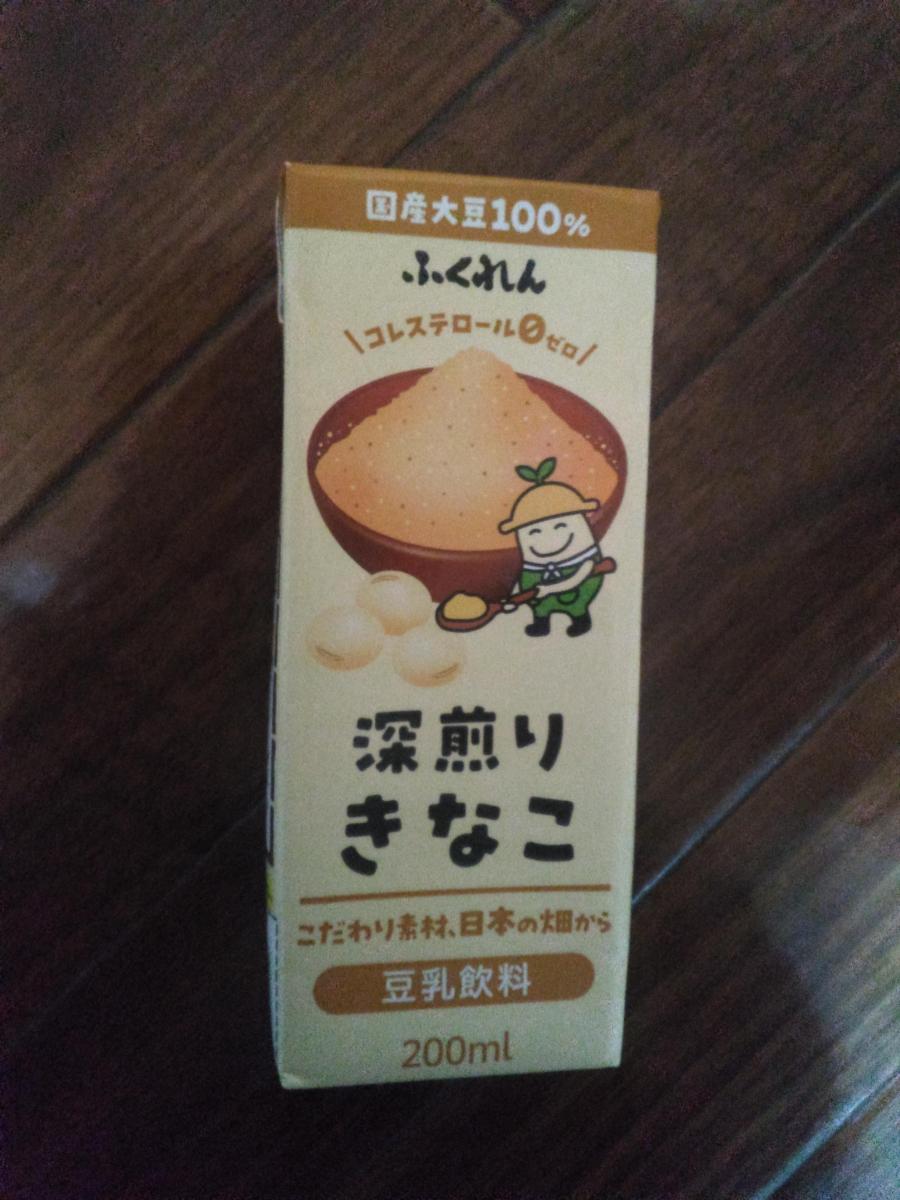 国産大豆100%
ふくれん
\コレステロール0ゼロ/
深煎り
きなこ
こだわり素材、日本の畑から
豆乳飲料
200ml